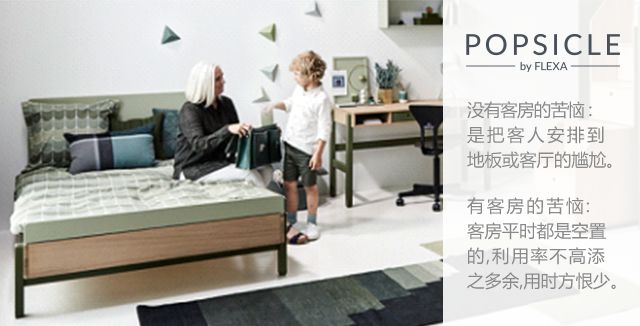 POPSICLE
by FLEXA
没有客房的苦恼：
是把客人安排到
地板或客厅的尴尬。
有客房的苦恼：
客房平时都是空置
的,利用率不高添
之多余,用时方恨少。